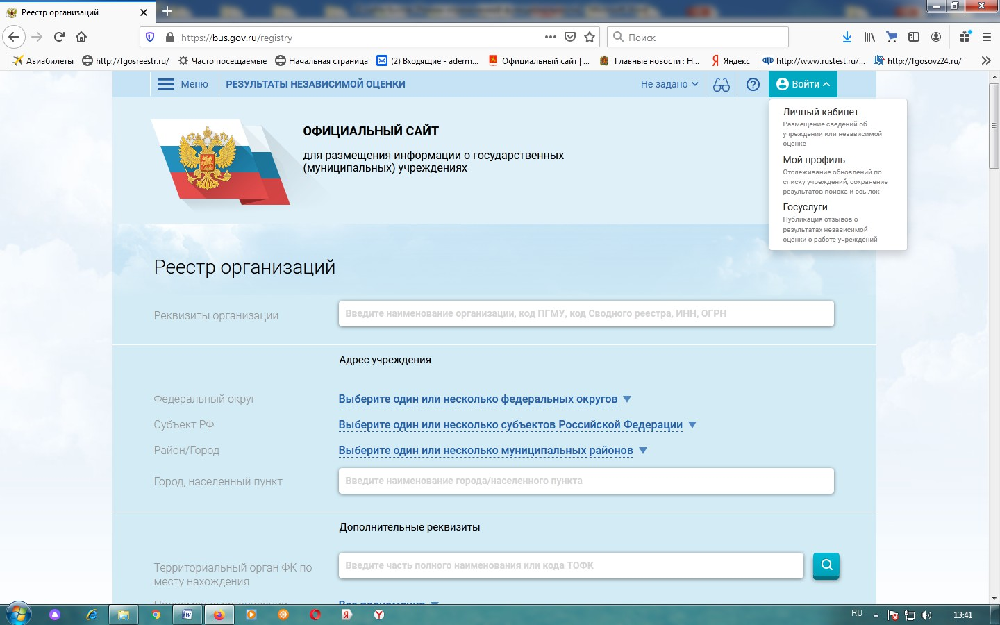 Реестр организаций
https://bus.gov.ru/registry
Поиск
Авиабилеты
http://fgosreestr.ru/
Часто посещаемые
Начальная страница
(2) Входящие - aderm...
Официальный сайт | ...
Главные новости : Н...
Яндекс
http://www.rustest.ru/...
http://fgosovz24.ru/
Меню
РЕЗУЛЬТАТЫ НЕЗАВИСИМОЙ ОЦЕНКИ
Не задано
Войти
Личный кабинет
Размещение сведений об
учреждении или независимой
оценке
Мой профиль
Отслеживание обновлений по
списку учреждений, сохранение
результатов поиска и ссылок
Госуслуги
Публикация отзывов о
результатах независимой
оценки о работе учреждений
ОФИЦИАЛЬНЫЙ САЙТ
для размещения информации о государственных
(муниципальных) учреждениях
Реестр организаций
Реквизиты организации
Введите наименование организации, код ПГМУ, код Сводного реестра, ИНН, ОГРН
Адрес учреждения
Федеральный округ
Выберите один или несколько федеральных округов
Субъект РФ
Выберите один или несколько субъектов Российской Федерации
Район/Город
Выберите один или несколько муниципальных районов
Город, населенный пункт
Введите наименование города/населенного пункта
Дополнительные реквизиты
Территориальный орган ФК по
месту нахождения
Введите часть полного наименования или кода ТОФК
RU
13:41